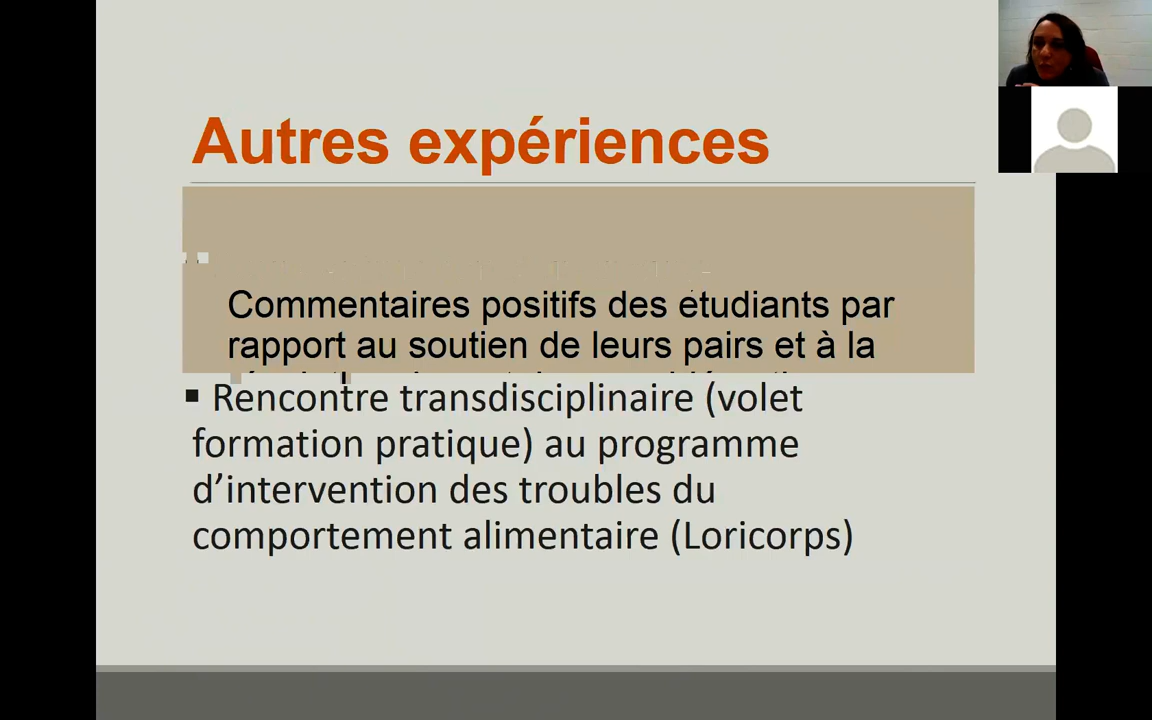 Autres expériences
Commentaires positifs des étudiants par
rapport au soutien de leurs pairs et à la
▪ Rencontre transdisciplinaire (volet
formation pratique) au programme
d’intervention des troubles du
comportement alimentaire (Loricorps)